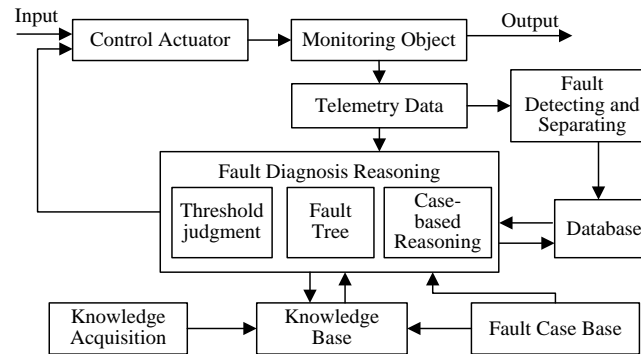 Input
Output
Control Actuator
Monitoring Object
Telemetry Data
Fault
Detecting and
Separating
Fault Diagnosis Reasoning
Threshold
judgment
Fault
Tree
Case-
based
Reasoning
Database
Knowledge
Acquisition
Knowledge
Base
Fault Case Base